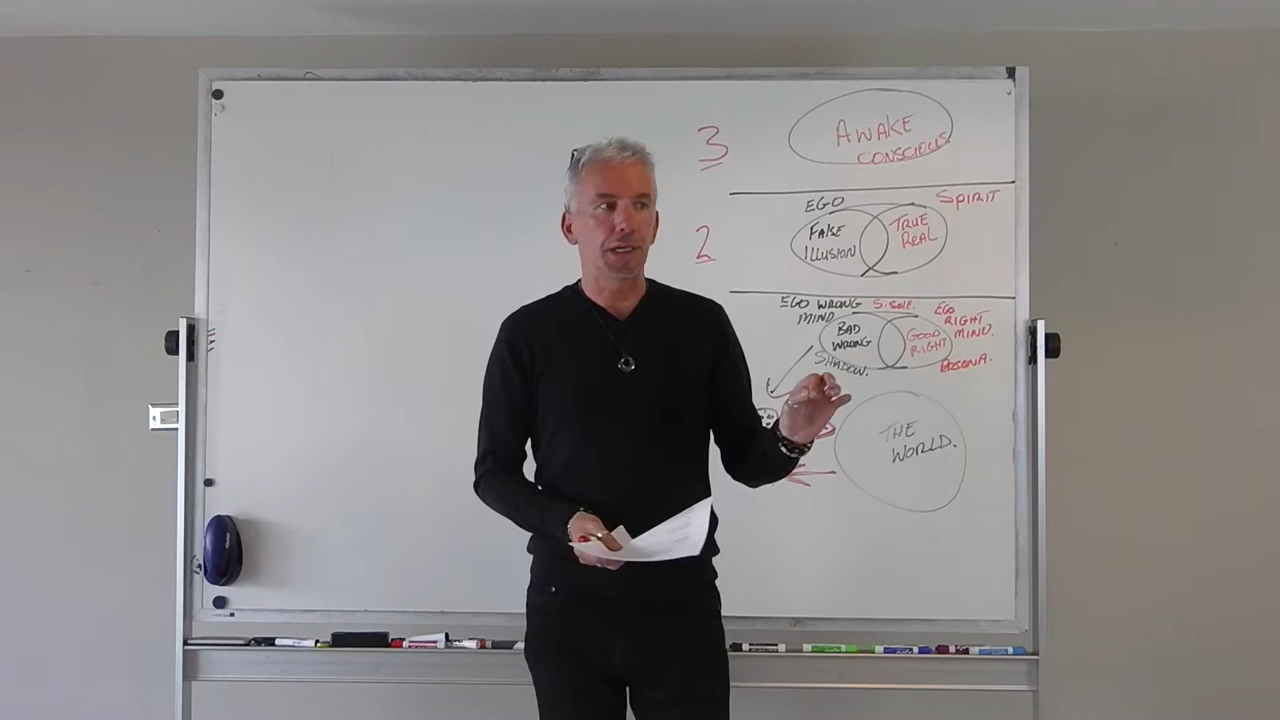 3
AWAKE
CONSCIOUS
EGO
SPIRIT
2
FALSE
ILLUSION
TRUE
REAL
EGO WRONG
MIND
S. SELF.
EGO
RIGHT
MIND.
BAD
WRONG
GOOD
RIGHT
SHADOW.
PERSONA.
THE
WORLD.